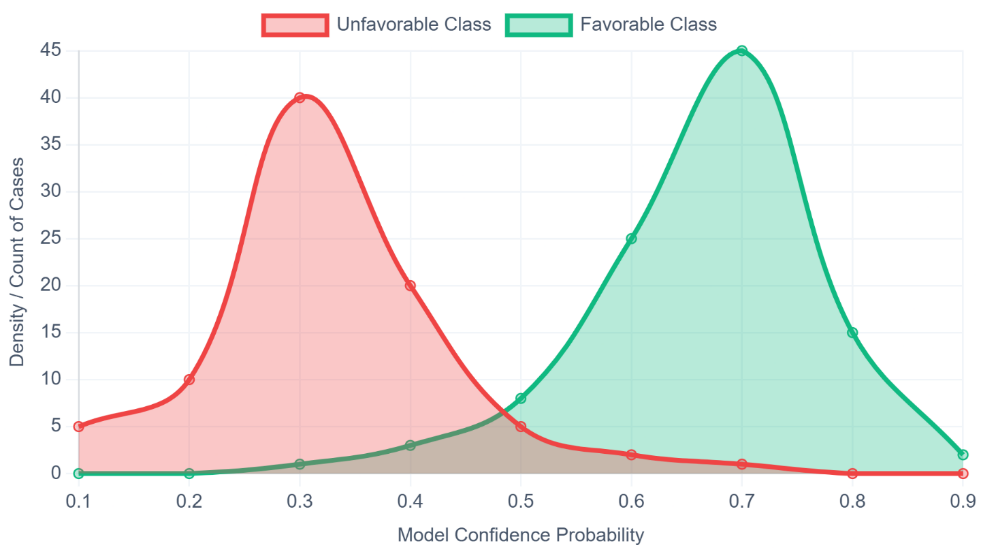 Unfavorable Class Favorable Class
45
40
35
30
25
20
15
10
5
0
Density / Count of Cases
0.1 0.2 0.3 0.4 0.5 0.6 0.7 0.8 0.9
Model Confidence Probability